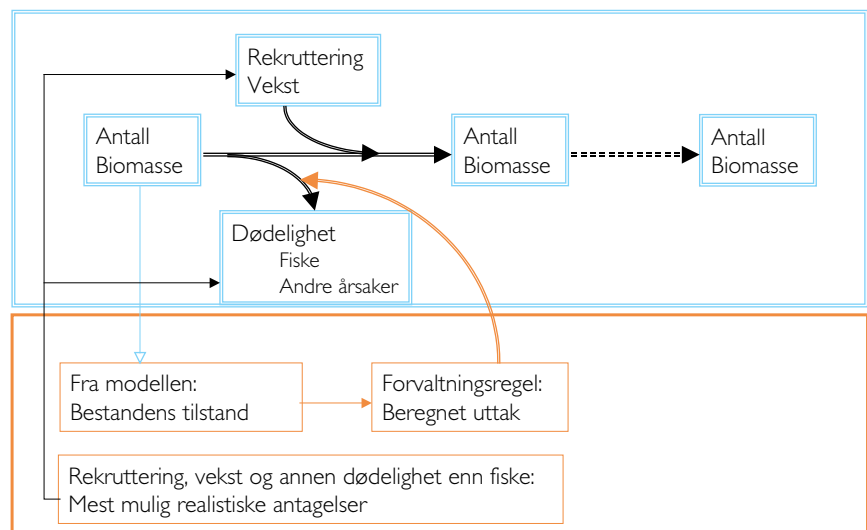 Rekruttering
Vekst
Antall
Biomasse
Antall
Biomasse
Antall
Biomasse
Dødelighet
Fiske
Andre årsaker
Fra modellen:
Bestandens tilstand
Forvaltningsregel:
Beregnet uttak
Rekruttering, vekst og annen dødelighet enn fiske:
Mest mulig realistiske antagelser